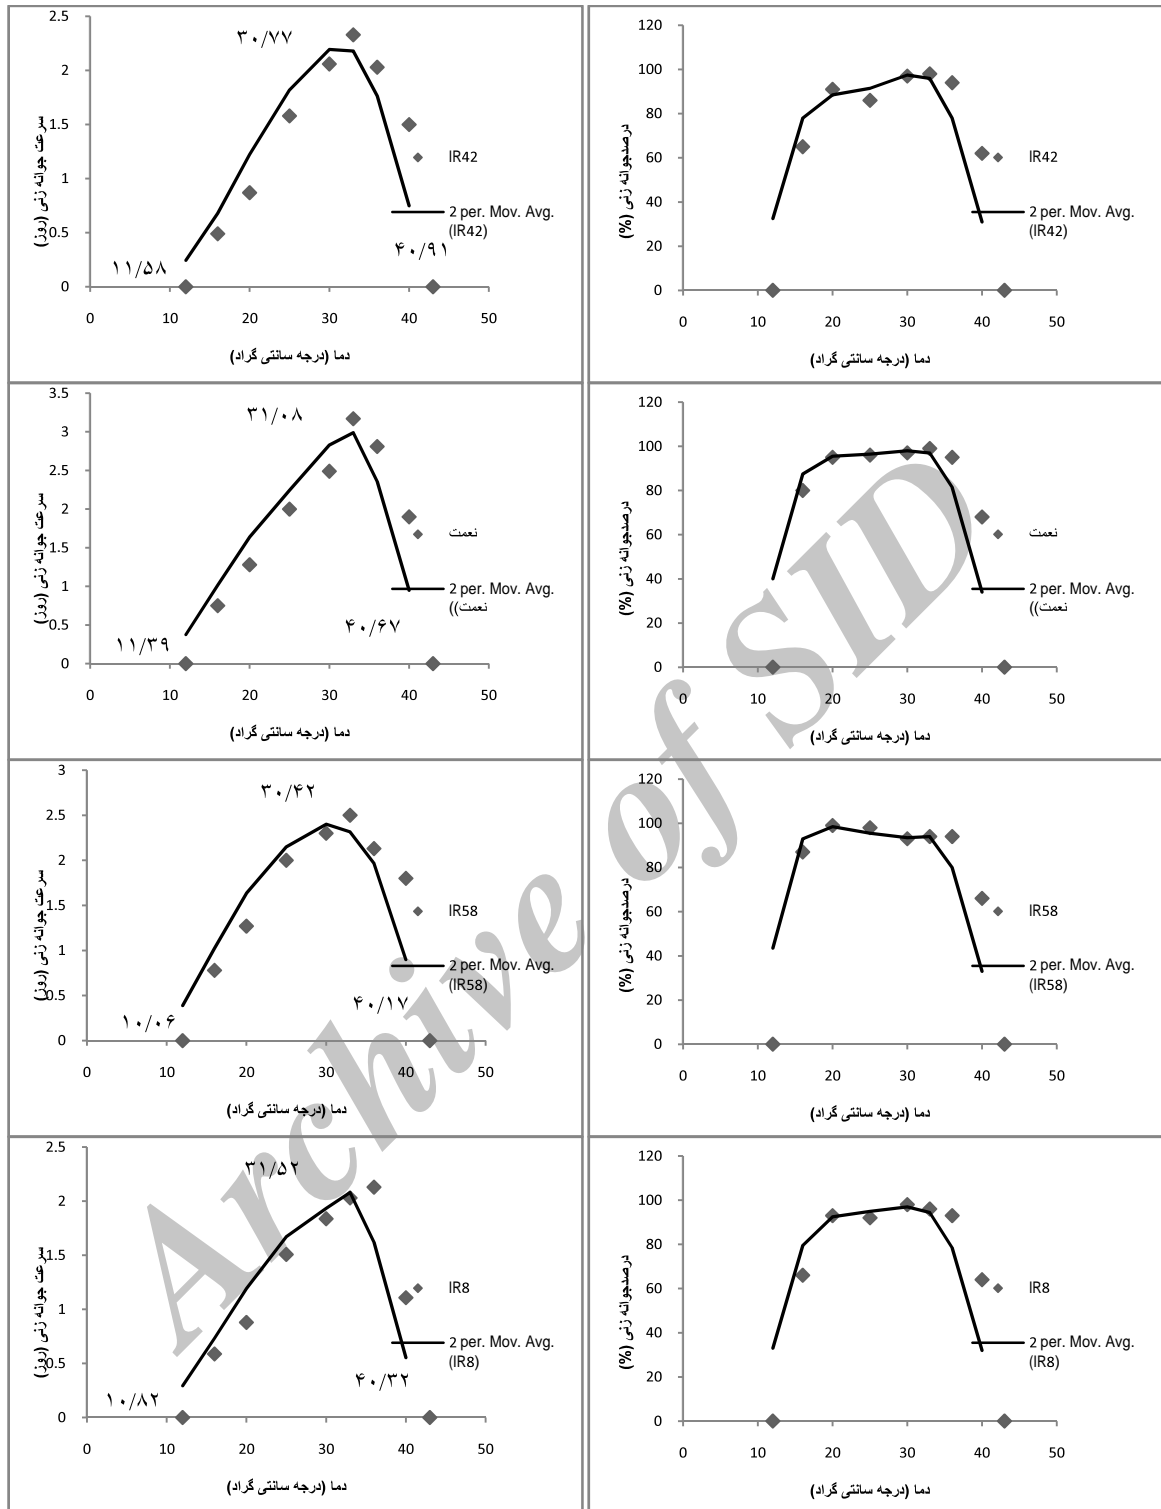 2.5
2
1.5
1
0.5
0
0 10 20 30 40 50
سرعت جوانه زنی (روز)
دما (درجه سانتی گراد)
۳۰/۷۷
۱۱/۵۸
۴۰/۹۱
IR42
2 per. Mov. Avg.
(IR42)
120
100
80
60
40
20
0
0 10 20 30 40 50
درصدجوانه زنی (%)
دما (درجه سانتی گراد)
IR42
2 per. Mov. Avg.
(IR42)
3.5
3
2.5
2
1.5
1
0.5
0
0 10 20 30 40 50
سرعت جوانه زنی (روز)
دما (درجه سانتی گراد)
۳۱/۰۸
۱۱/۳۹
۴۰/۶۷
نعمت
2 per. Mov. Avg.
((نعمت
120
100
80
60
40
20
0
0 10 20 30 40 50
درصدجوانه زنی (%)
دما (درجه سانتی گراد)
نعمت
2 per. Mov. Avg.
((نعمت
3
2.5
2
1.5
1
0.5
0
0 10 20 30 40 50
سرعت جوانه زنی (روز)
دما (درجه سانتی گراد)
۳۰/۴۲
۱۰/۰۶
۴۰/۱۷
IR58
2 per. Mov. Avg.
(IR58)
120
100
80
60
40
20
0
0 10 20 30 40 50
درصدجوانه زنی (%)
دما (درجه سانتی گراد)
IR58
2 per. Mov. Avg.
(IR58)
2.5
2
1.5
1
0.5
0
0 10 20 30 40 50
سرعت جوانه زنی (روز)
دما (درجه سانتی گراد)
۳۱/۵۲
۱۰/۸۲
۴۰/۳۲
IR8
2 per. Mov. Avg.
(IR8)
120
100
80
60
40
20
0
0 10 20 30 40 50
درصدجوانه زنی (%)
دما (درجه سانتی گراد)
IR8
2 per. Mov. Avg.
(IR8)
Archive of SID